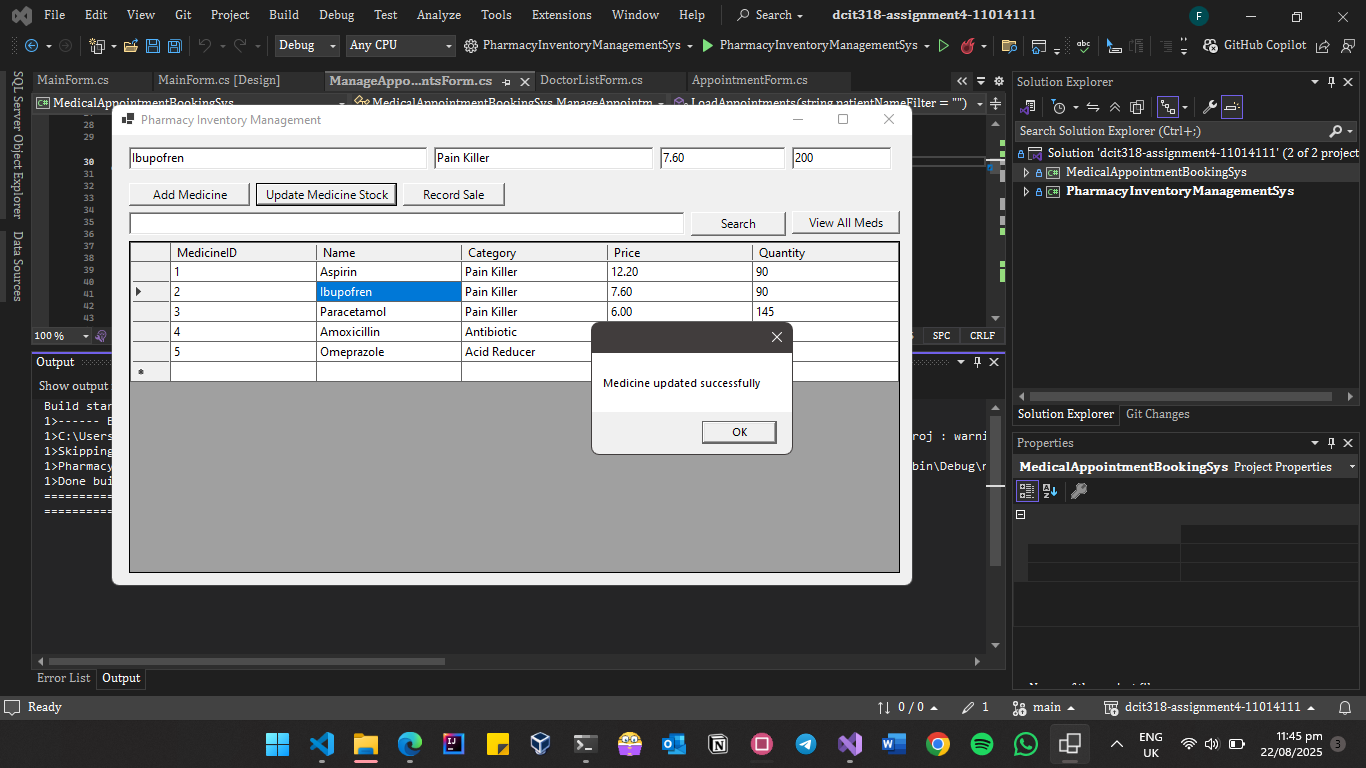 File Edit View Git Project Build Debug Test Analyze Tools Extensions Window Help Search dcit318-assignment4-11014111 F
Debug Any CPU PharmacyInventoryManagementSys PharmacyInventoryManagementSys GitHub Copilot
SQL Server Object Explorer
Data Sources
MainForm.cs MainForm.cs [Design] ManageAppo...ntsForm.cs DoctorListForm.cs AppointmentForm.cs
MedicalAppointmentBookingSys MedicalAppointmentBookingSys.ManageAppointm LoadAppointments(string patientNameFilter = "")
28
29
30
31
32
33
34
35
36
37
38
39
40
41
42
43
100 % SPC CRLF
Pharmacy Inventory Management
Ibupofren Pain Killer 7.60 200
Add Medicine Update Medicine Stock Record Sale
Search View All Meds
MedicineID Name Category Price Quantity
1 Aspirin Pain Killer 12.20 90
2 Ibupofren Pain Killer 7.60 90
3 Paracetamol Pain Killer 6.00 145
4 Amoxicillin Antibiotic
5 Omeprazole Acid Reducer
*
Medicine updated successfully
OK
Output
Show output
Build star
1>------ B
1>C:\Users roj : warni
1>Skipping
1>Pharmacy bin\Debug\n
1>Done bui
==========
==========
Error List Output
Solution Explorer
Search Solution Explorer (Ctrl+;)
Solution 'dcit318-assignment4-11014111' (2 of 2 project
MedicalAppointmentBookingSys
PharmacyInventoryManagementSys
Solution Explorer Git Changes
Properties
MedicalAppointmentBookingSys Project Properties
Ready 0 / 0 1 main dcit318-assignment4-11014111
ENG
UK
11:45 pm
22/08/2025
3